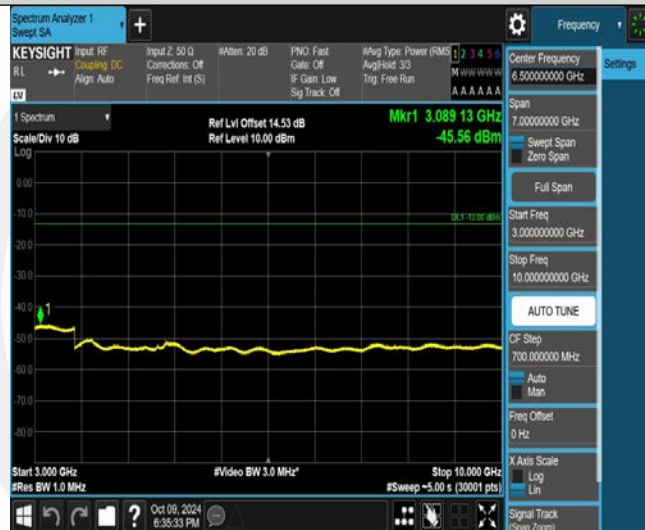 Spectrum Analyzer 1
Swept SA
Frequency
KEYSIGHT
Input: RF
Input Z: 50 Ω
#Atten: 20 dB
PNO: Fast
#Avg Type: Power (RMS
1 2 3 4 5 6
RL
Coupling: DC
Corrections: Off
Gate: Off
Avg|Hold: 3/3
M W W W W W
Align: Auto
Freq Ref: Int (S)
IF Gain: Low
Trig: Free Run
Sig Track: Off
A A A A A A
LXI
1 Spectrum
Scale/Div 10 dB
Log
Ref Lvl Offset 14.53 dB
Ref Level 10.00 dBm
Mkr1 3.089 13 GHz
-45.56 dBm
0.00
-10.0
DL1 -13.00 dBm
-20.0
-30.0
-40.0
1
-50.0
-60.0
-70.0
-80.0
Start 3.000 GHz
#Video BW 3.0 MHz*
Stop 10.000 GHz
#Res BW 1.0 MHz
#Sweep ~5.00 s (30001 pts)
?
Oct 09, 2024
6:35:33 PM
Settings
Center Frequency
6.500000000 GHz
Span
7.00000000 GHz
Swept Span
Zero Span
Full Span
Start Freq
3.000000000 GHz
Stop Freq
10.000000000 GHz
AUTO TUNE
CF Step
700.000000 MHz
Auto
Man
Freq Offset
0 Hz
X Axis Scale
Log
Lin
Signal Track
(Span Zoom)